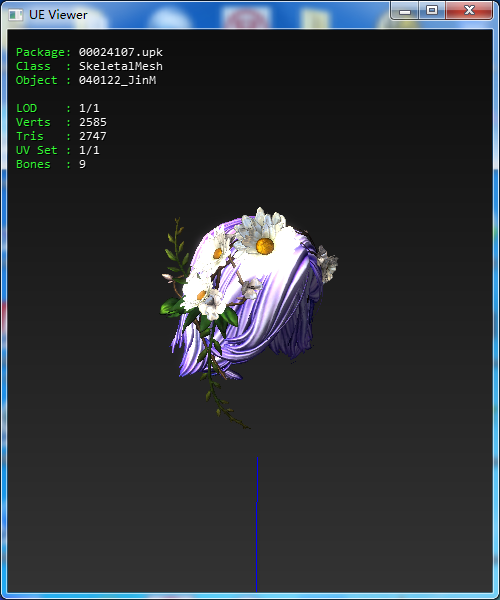 UE Viewer
Package: 00024107.upk
Class  : SkeletalMesh
Object : 040122_JinM
LOD    : 1/1
Verts  : 2585
Tris   : 2747
UV Set : 1/1
Bones  : 9